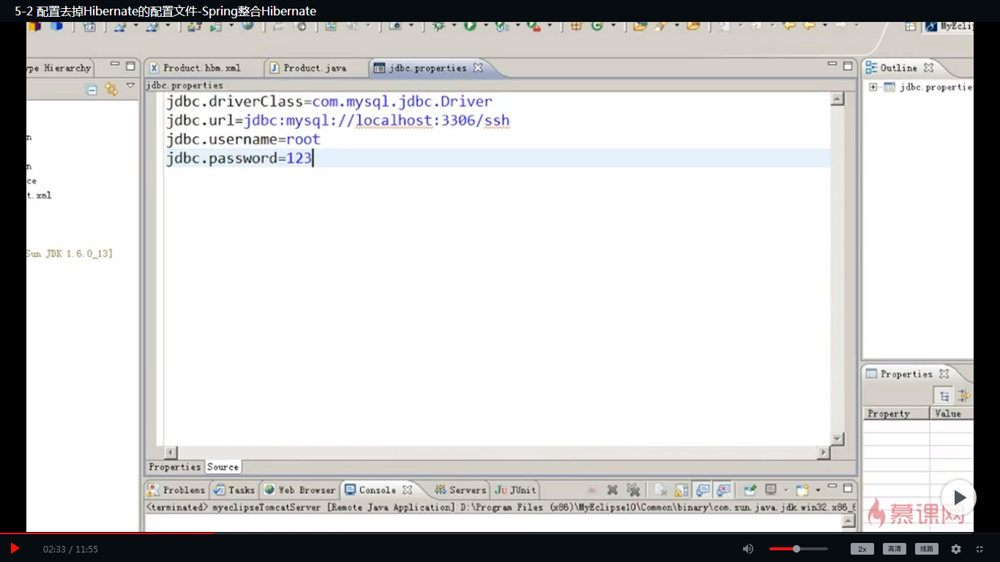 5-2 配置去掉Hibernate的配置文件-Spring整合Hibernate
MyEcli
ype Hierarchy
Product.hbm.xml
Product.java
jdbc.properties
Outline
jdbc.properties
jdbc.propertie
jdbc.driverClass=com.mysql.jdbc.Driver
jdbc.url=jdbc:mysql://localhost:3306/ssh
jdbc.username=root
jdbc.password=123
n
n
ce
t.xml
Sun JDK 1.6.0_13]
Properties
Property
Value
Properties
Source
Problems
Tasks
Web Browser
Console
Servers
JUnit
<terminated> myeclipseTomcatServer [Remote Java Application] D:\Program Files (x86)\MyEclipse10\Common\binary\com.sun.java.jdk.win32.x86_6
慕课网
02:33 / 11:55
2x
高清
线路